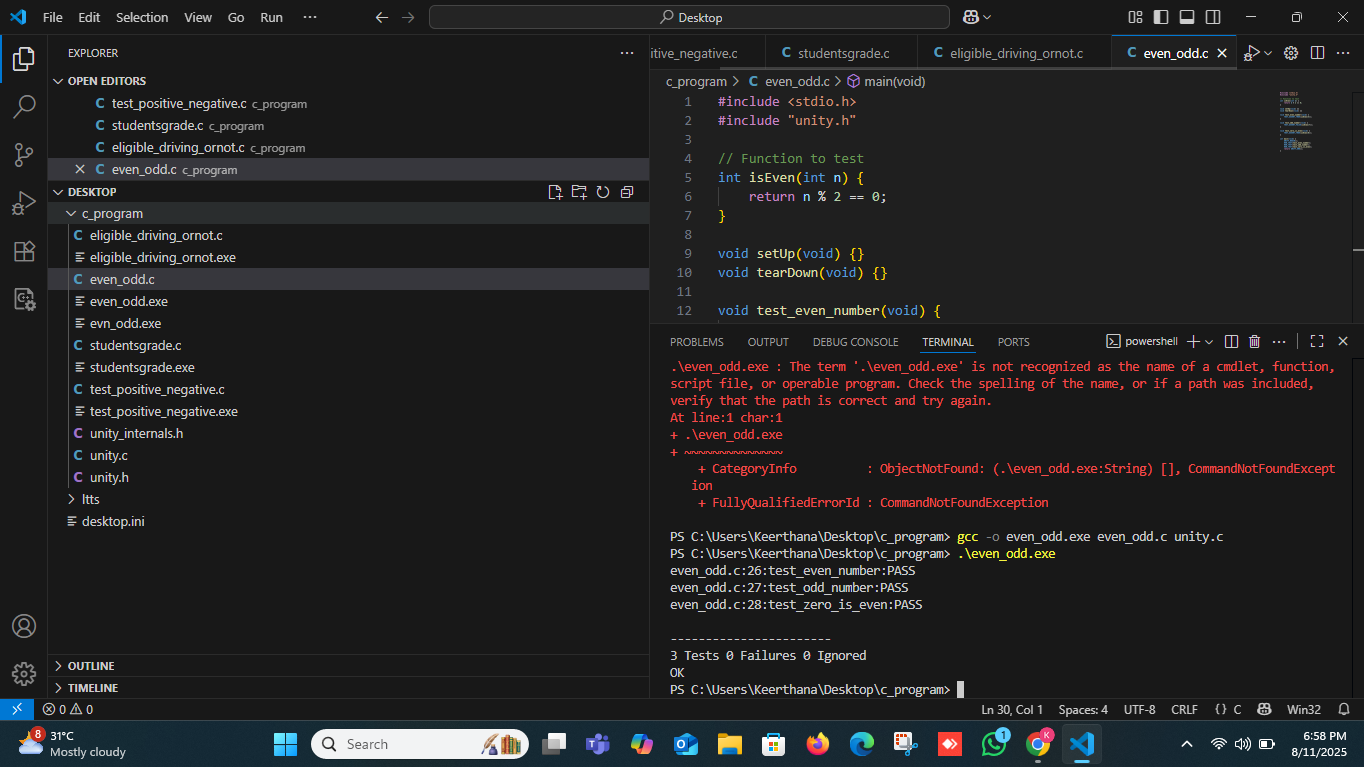 File Edit Selection View Go Run ···
Desktop
EXPLORER
OPEN EDITORS
test_positive_negative.c c_program
studentsgrade.c c_program
eligible_driving_ornot.c c_program
even_odd.c c_program
DESKTOP
c_program
eligible_driving_ornot.c
eligible_driving_ornot.exe
even_odd.c
even_odd.exe
evn_odd.exe
studentsgrade.c
studentsgrade.exe
test_positive_negative.c
test_positive_negative.exe
unity_internals.h
unity.c
unity.h
ltts
desktop.ini
OUTLINE
TIMELINE
itive_negative.c
studentsgrade.c
eligible_driving_ornot.c
even_odd.c
c_program > C even_odd.c > main(void)
1 #include <stdio.h>
2 #include "unity.h"
3
4 // Function to test
5 int isEven(int n) {
6 return n % 2 == 0;
7 }
8
9 void setUp(void) {}
10 void tearDown(void) {}
11
12 void test_even_number(void) {
PROBLEMS OUTPUT DEBUG CONSOLE TERMINAL PORTS
powershell
.\even_odd.exe : The term '.\even_odd.exe' is not recognized as the name of a cmdlet, function,
script file, or operable program. Check the spelling of the name, or if a path was included,
verify that the path is correct and try again.
At line:1 char:1
+ .\even_odd.exe
+ ~~~~~~~~~~~~~~
+ CategoryInfo : ObjectNotFound: (.\even_odd.exe:String) [], CommandNotFoundExcept
ion
+ FullyQualifiedErrorId : CommandNotFoundException
PS C:\Users\Keerthana\Desktop\c_program> gcc -o even_odd.exe even_odd.c unity.c
PS C:\Users\Keerthana\Desktop\c_program> .\even_odd.exe
even_odd.c:26:test_even_number:PASS
even_odd.c:27:test_odd_number:PASS
even_odd.c:28:test_zero_is_even:PASS
-----------------------
3 Tests 0 Failures 0 Ignored
OK
PS C:\Users\Keerthana\Desktop\c_program>
0 0
Ln 30, Col 1 Spaces: 4 UTF-8 CRLF {} C Win32
8
31°C
Mostly cloudy
Search
1
K
6:58 PM
8/11/2025